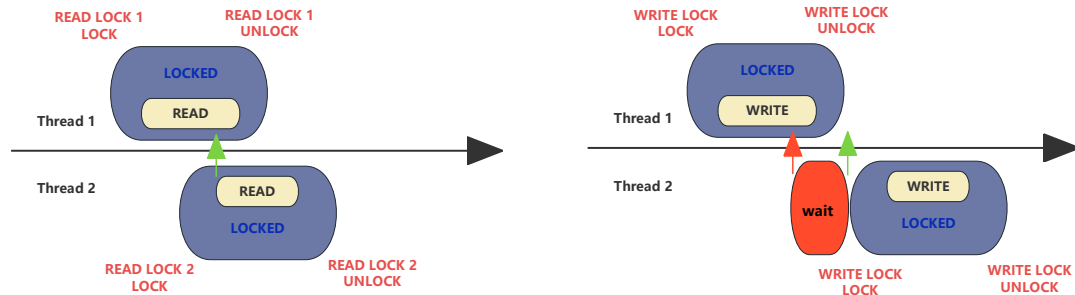 READ LOCK 1
LOCK
READ LOCK 1
UNLOCK
LOCKED
READ
Thread 1
Thread 2
READ
LOCKED
READ LOCK 2
LOCK
READ LOCK 2
UNLOCK
WRITE LOCK
LOCK
WRITE LOCK
UNLOCK
LOCKED
WRITE
Thread 1
Thread 2
wait
WRITE
LOCKED
WRITE LOCK
LOCK
WRITE LOCK
UNLOCK